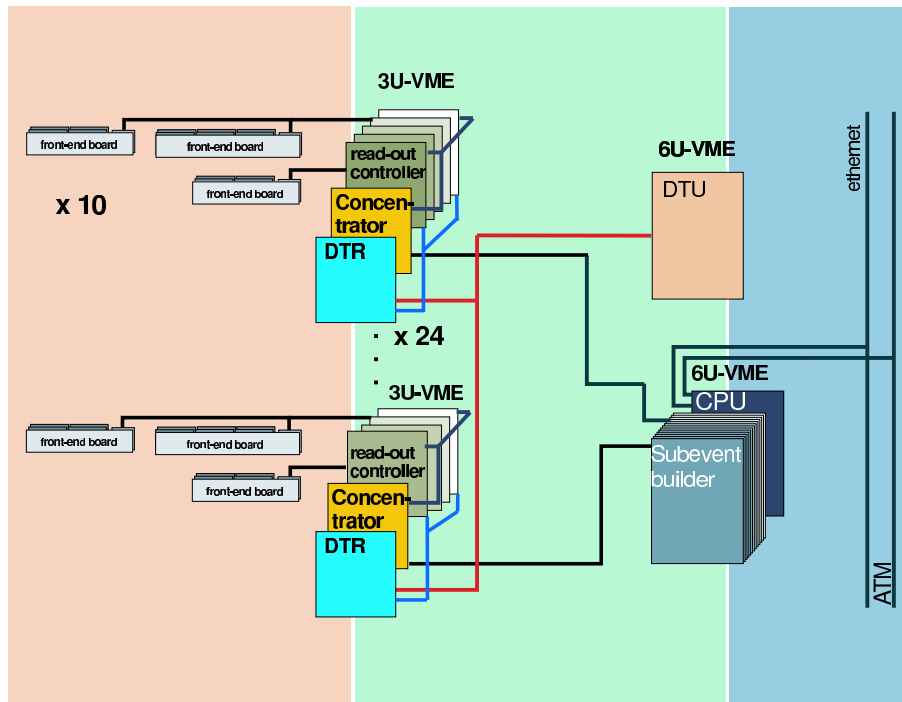 3U-VME
front-end board
front-end board
read-out
controller
front-end board
x 10
Concen-
trator
DTR
6U-VME
DTU
ethernet
x 24
6U-VME
CPU
3U-VME
front-end board
front-end board
read-out
controller
front-end board
Concen-
trator
DTR
Subevent
builder
ATM